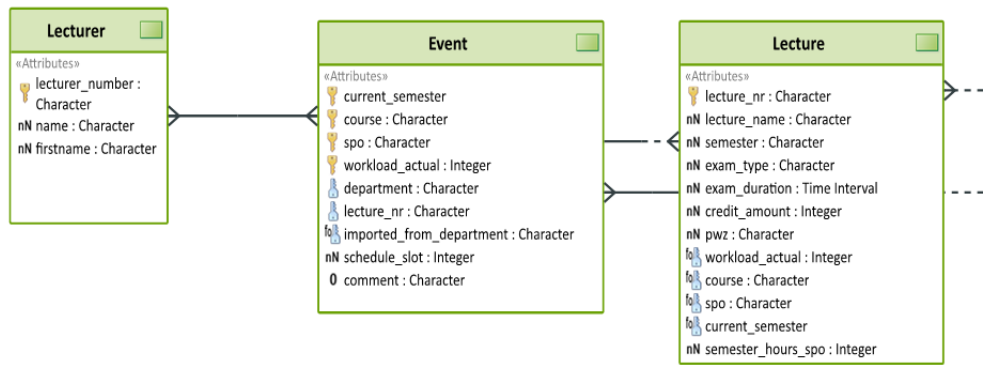 Lecturer
«Attributes»
lecturer_number :
Character
nN name : Character
nN firstname : Character
Event
«Attributes»
current_semester
course : Character
spo : Character
workload_actual : Integer
department : Character
lecture_nr : Character
fo imported_from_department : Character
nN schedule_slot : Integer
0 comment : Character
Lecture
«Attributes»
lecture_nr : Character
nN lecture_name : Character
nN semester : Character
nN exam_type : Character
nN exam_duration : Time Interval
nN credit_amount : Integer
nN pwz : Character
fo workload_actual : Integer
fo course : Character
fo spo : Character
fo current_semester
nN semester_hours_spo : Integer